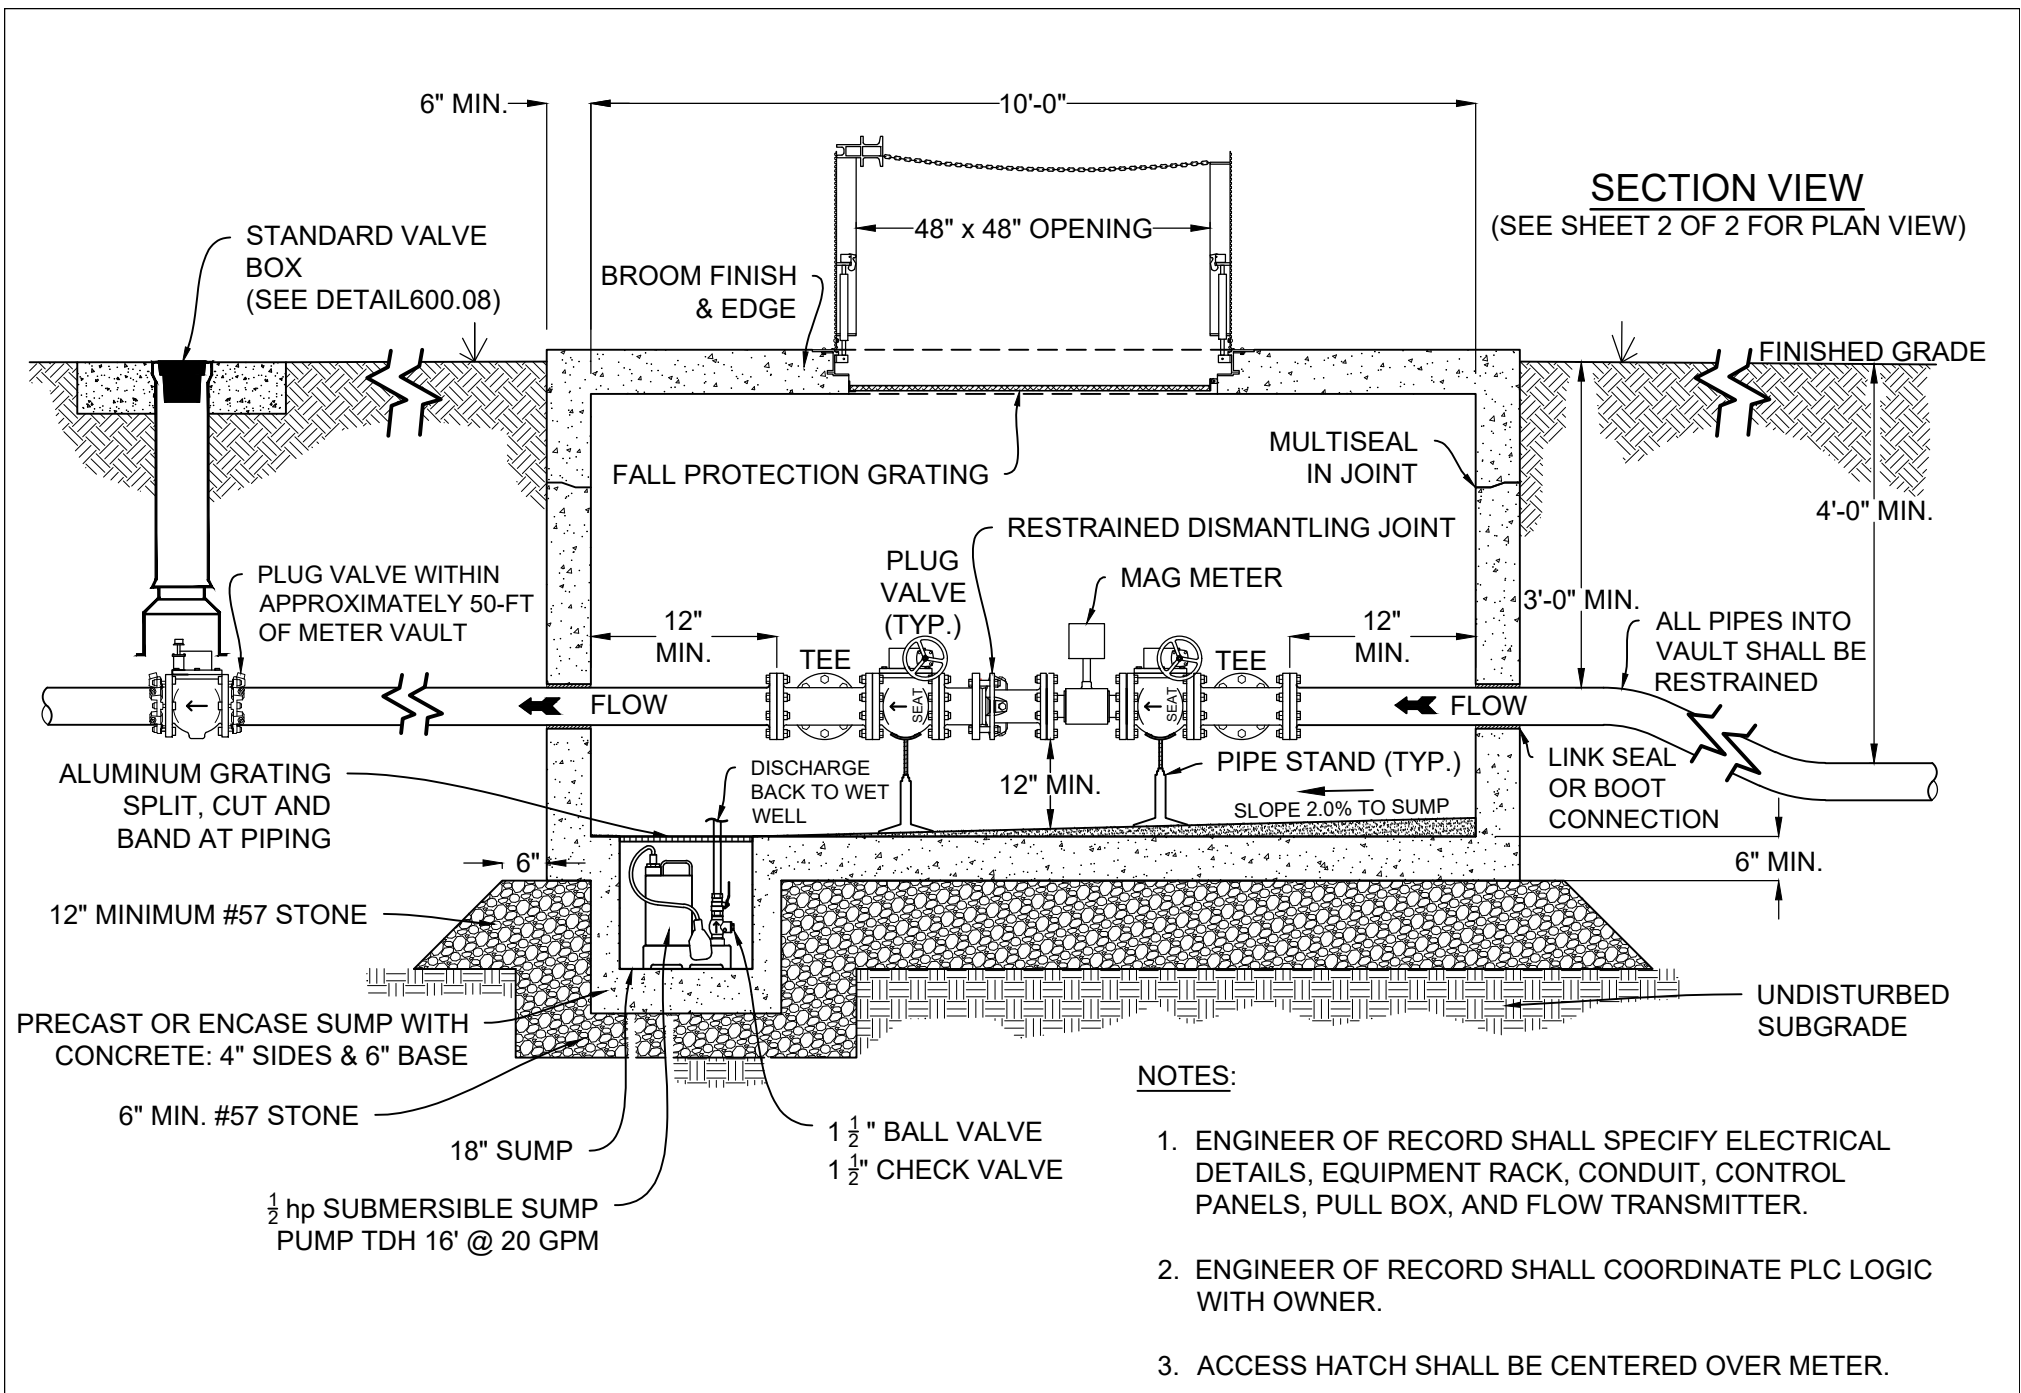 6" MIN.
10'-0"
SECTION VIEW
(SEE SHEET 2 OF 2 FOR PLAN VIEW)
48" x 48" OPENING
STANDARD VALVE
BOX
(SEE DETAIL600.08)
BROOM FINISH
& EDGE
FINISHED GRADE
FALL PROTECTION GRATING
MULTISEAL
IN JOINT
4'-0" MIN.
RESTRAINED DISMANTLING JOINT
PLUG
VALVE
(TYP.)
MAG METER
PLUG VALVE WITHIN
APPROXIMATELY 50-FT
OF METER VAULT
12"
MIN.
TEE
12"
MIN.
TEE
3'-0" MIN.
ALL PIPES INTO
VAULT SHALL BE
RESTRAINED
FLOW
SEAT
SEAT
FLOW
ALUMINUM GRATING
SPLIT, CUT AND
BAND AT PIPING
DISCHARGE
BACK TO WET
WELL
12" MIN.
PIPE STAND (TYP.)
SLOPE 2.0% TO SUMP
LINK SEAL
OR BOOT
CONNECTION
6"
6" MIN.
12" MINIMUM #57 STONE
PRECAST OR ENCASE SUMP WITH
CONCRETE: 4" SIDES & 6" BASE
UNDISTURBED
SUBGRADE
6" MIN. #57 STONE
18" SUMP
1 1/2" BALL VALVE
1 1/2" CHECK VALVE
1/2 hp SUBMERSIBLE SUMP
PUMP TDH 16' @ 20 GPM
NOTES:
1. ENGINEER OF RECORD SHALL SPECIFY ELECTRICAL
DETAILS, EQUIPMENT RACK, CONDUIT, CONTROL
PANELS, PULL BOX, AND FLOW TRANSMITTER.
2. ENGINEER OF RECORD SHALL COORDINATE PLC LOGIC
WITH OWNER.
3. ACCESS HATCH SHALL BE CENTERED OVER METER.